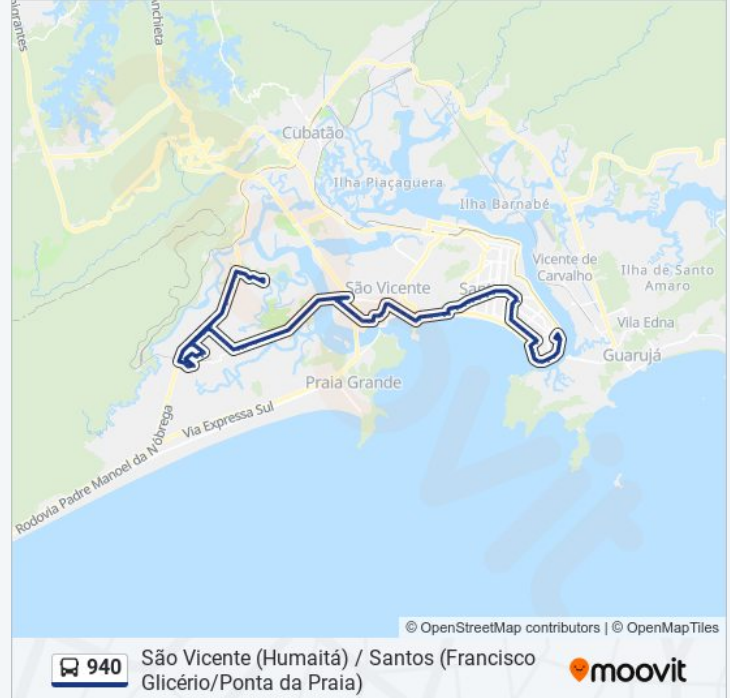 Imigrantes
Anchieta
Cubatão
Ilha Piaçaguera
Ilha Barnabé
Vicente de
Carvalho
Ilha de Santo
Amaro
São Vicente
Vila Edna
Guarujá
Praia Grande
Via Expressa Sul
Rodovia Padre Manoel da Nóbrega
© OpenStreetMap contributors | © OpenMapTiles
940
São Vicente (Humaitá) / Santos (Francisco
Glicério/Ponta da Praia)
moovit